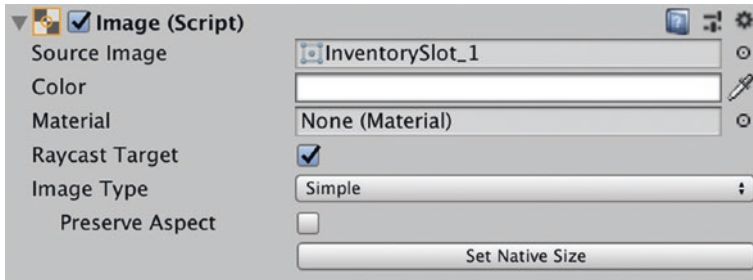 Image (Script)
Source Image InventorySlot_1
Color
Material None (Material)
Raycast Target
Image Type Simple
Preserve Aspect
Set Native Size